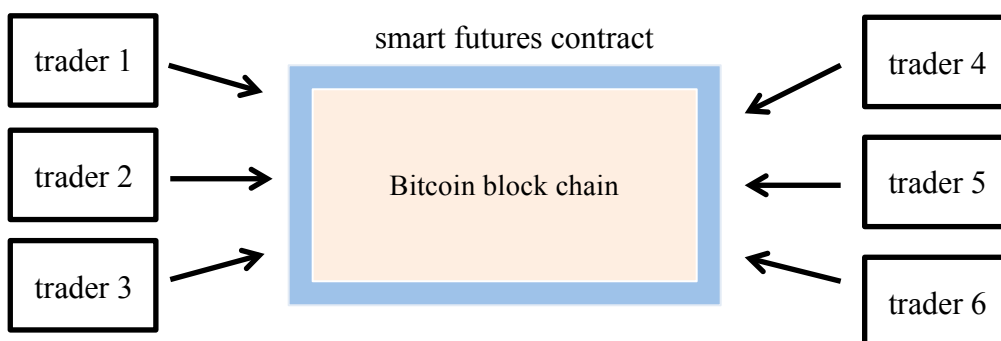 smart futures contract
trader 1
trader 2
trader 3
Bitcoin block chain
trader 4
trader 5
trader 6